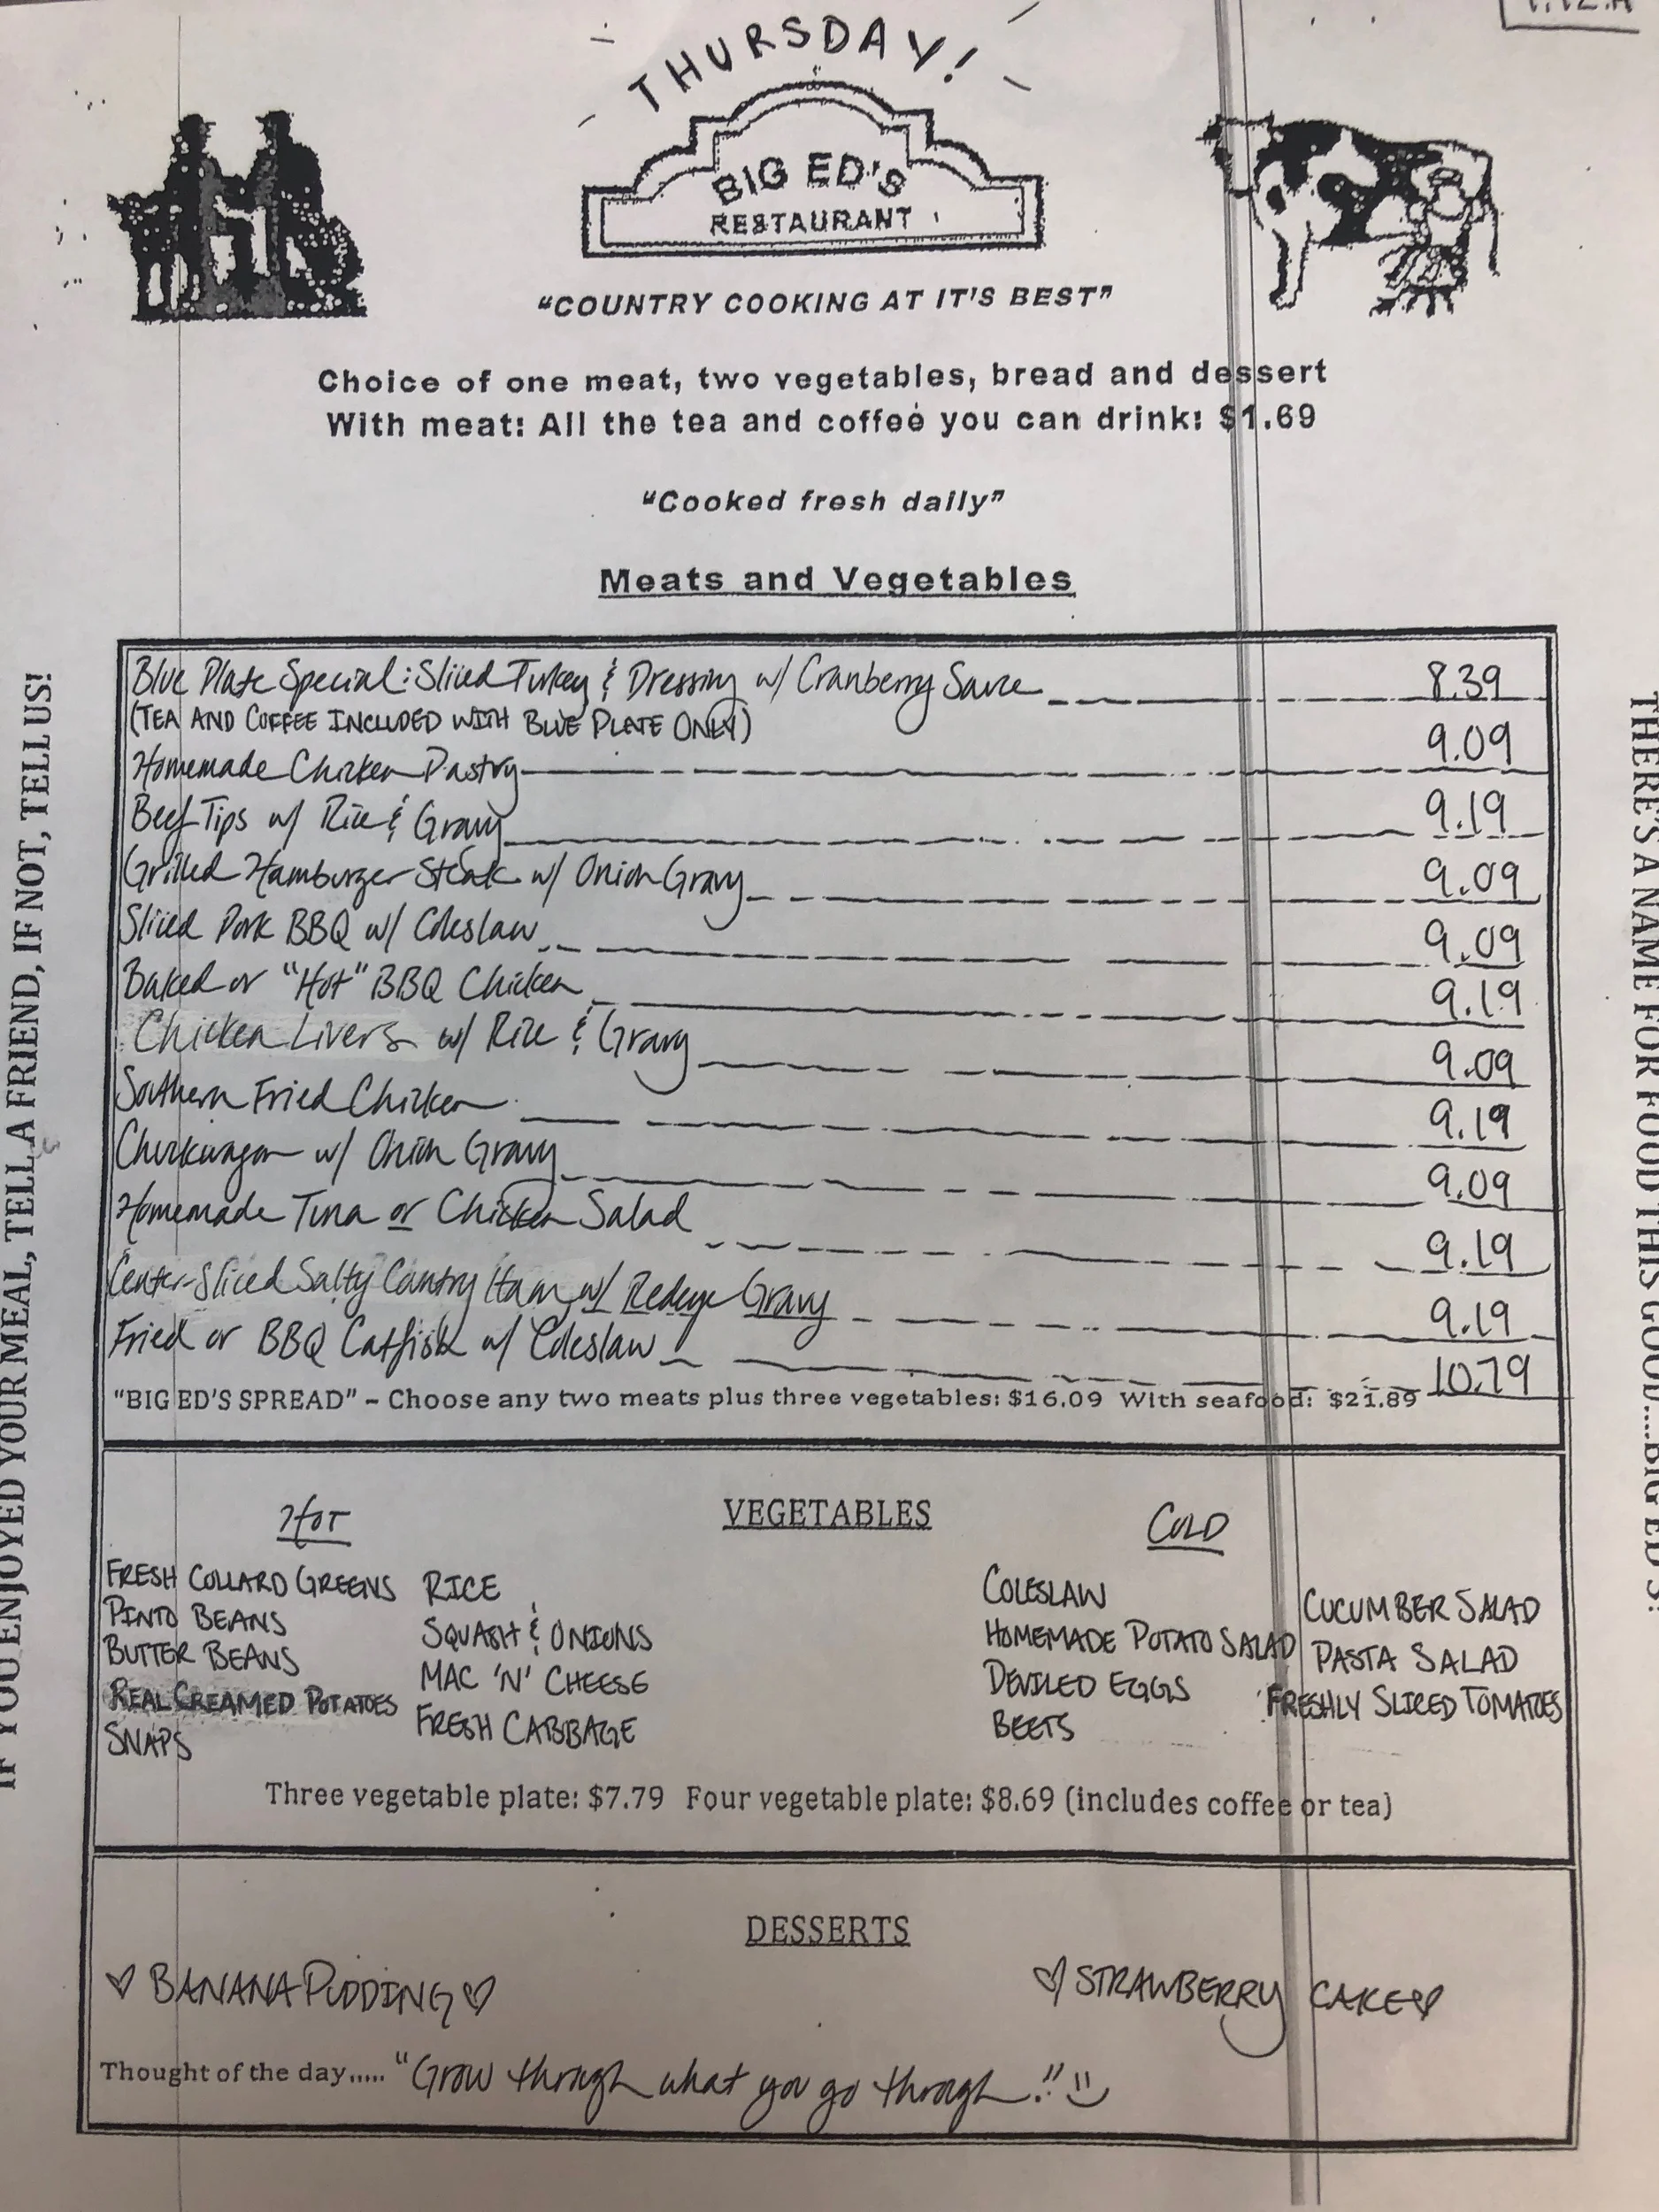 THURSDAY!
BIG ED'S
RESTAURANT
"COUNTRY COOKING AT IT'S BEST"
Choice of one meat, two vegetables, bread and dessert
With meat: All the tea and coffee you can drink: $1.69
"Cooked fresh daily"
Meats and Vegetables
Blue Plate Special: Sliced Turkey & Dressing w/ Cranberry Sauce 8.39
(TEA AND COFFEE INCLUDED WITH BLUE PLATE ONLY)
Homemade Chicken Pastry 9.09
Beef Tips w/ Rice & Gravy 9.19
Grilled Hamburger Steak w/ Onion Gravy 9.09
Sliced Pork BBQ w/ Coleslaw 9.09
Baked or "Hot" BBQ Chicken 9.19
Chicken Livers w/ Rice & Gravy 9.09
Southern Fried Chicken 9.19
Chuckwagon w/ Onion Gravy 9.09
Homemade Tuna or Chicken Salad 9.19
Center-Sliced Salty Country Ham w/ Redeye Gravy 9.19
Fried or BBQ Catfish w/ Coleslaw 10.79
"BIG ED'S SPREAD" – Choose any two meats plus three vegetables: $16.09 With seafood: $21.89
HOT VEGETABLES COLD
FRESH COLLARD GREENS RICE COLESLAW CUCUMBER SALAD
PINTO BEANS SQUASH & ONIONS HOMEMADE POTATO SALAD PASTA SALAD
BUTTER BEANS MAC 'N' CHEESE DEVILED EGGS FRESHLY SLICED TOMATOES
REAL CREAMED POTATOES FRESH CABBAGE BEETS
SNAPS
Three vegetable plate: $7.79 Four vegetable plate: $8.69 (includes coffee or tea)
DESSERTS
♡ BANANA PUDDING ♡ ♡ STRAWBERRY CAKE ♡
Thought of the day..... "Grow through what you go through!"
IF YOU ENJOYED YOUR MEAL, TELL A FRIEND, IF NOT, TELL US!
THERE'S A NAME FOR FOOD THIS GOOD.....BIG ED'S!